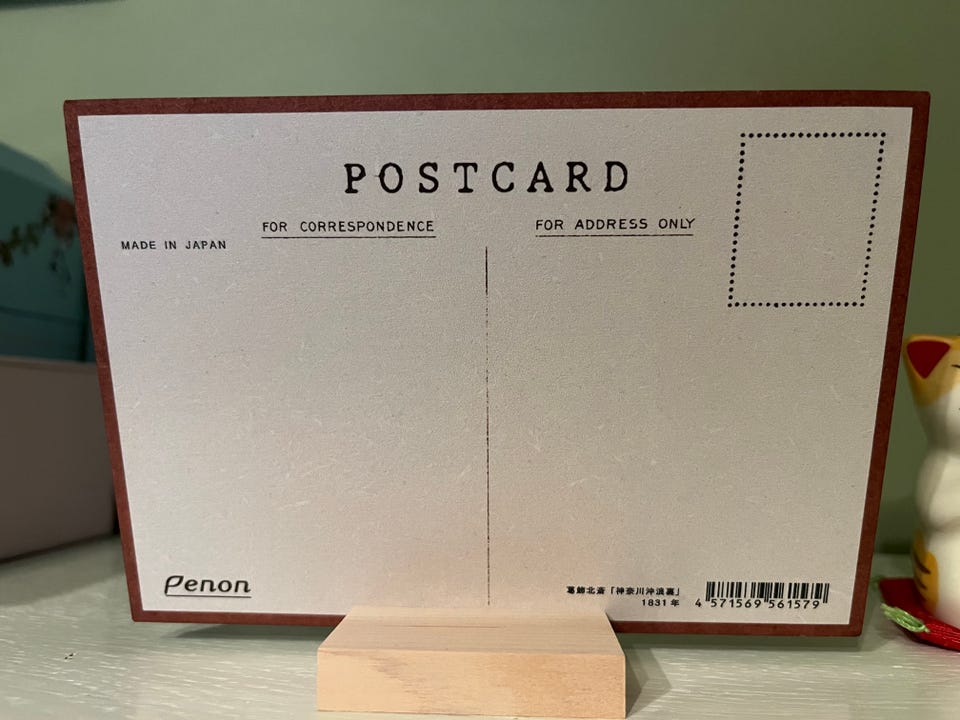 POSTCARD
FOR CORRESPONDENCE
FOR ADDRESS ONLY
MADE IN JAPAN
Penon
葛飾北斎「神奈川沖浪裏」
1831年
4 571569 561579